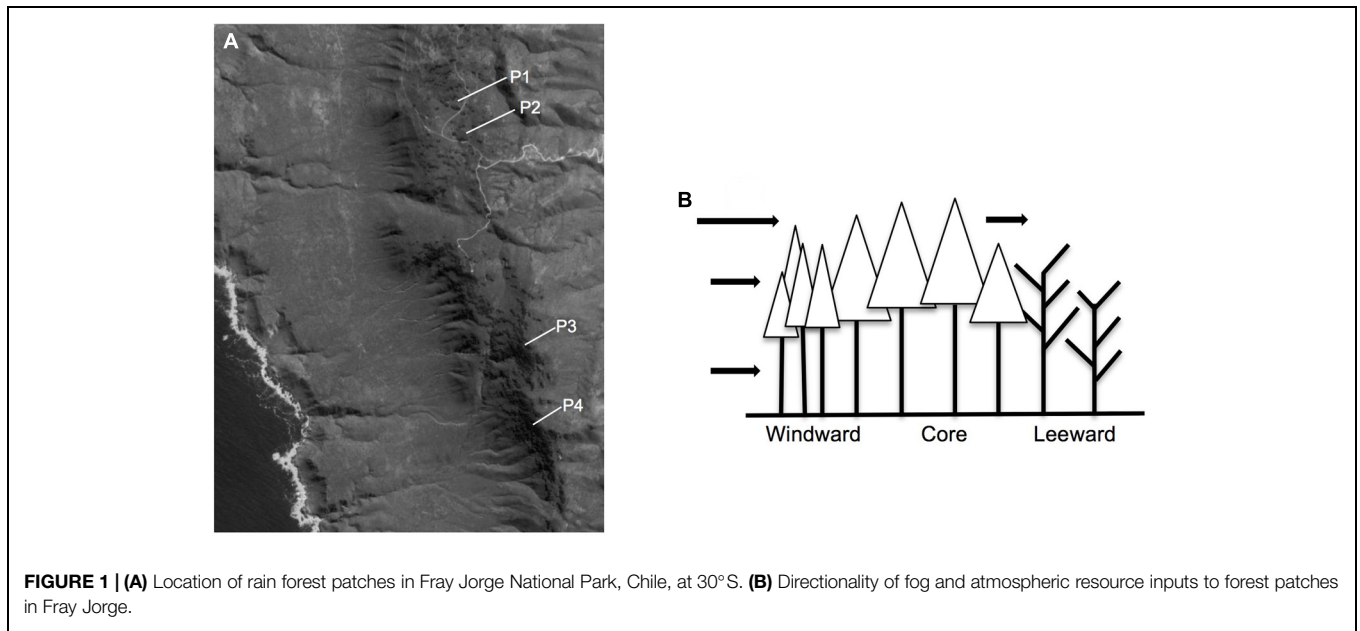 A
P1
P2
P3
P4
B
Windward Core Leeward
FIGURE 1 | (A) Location of rain forest patches in Fray Jorge National Park, Chile, at 30°S. (B) Directionality of fog and atmospheric resource inputs to forest patches
in Fray Jorge.